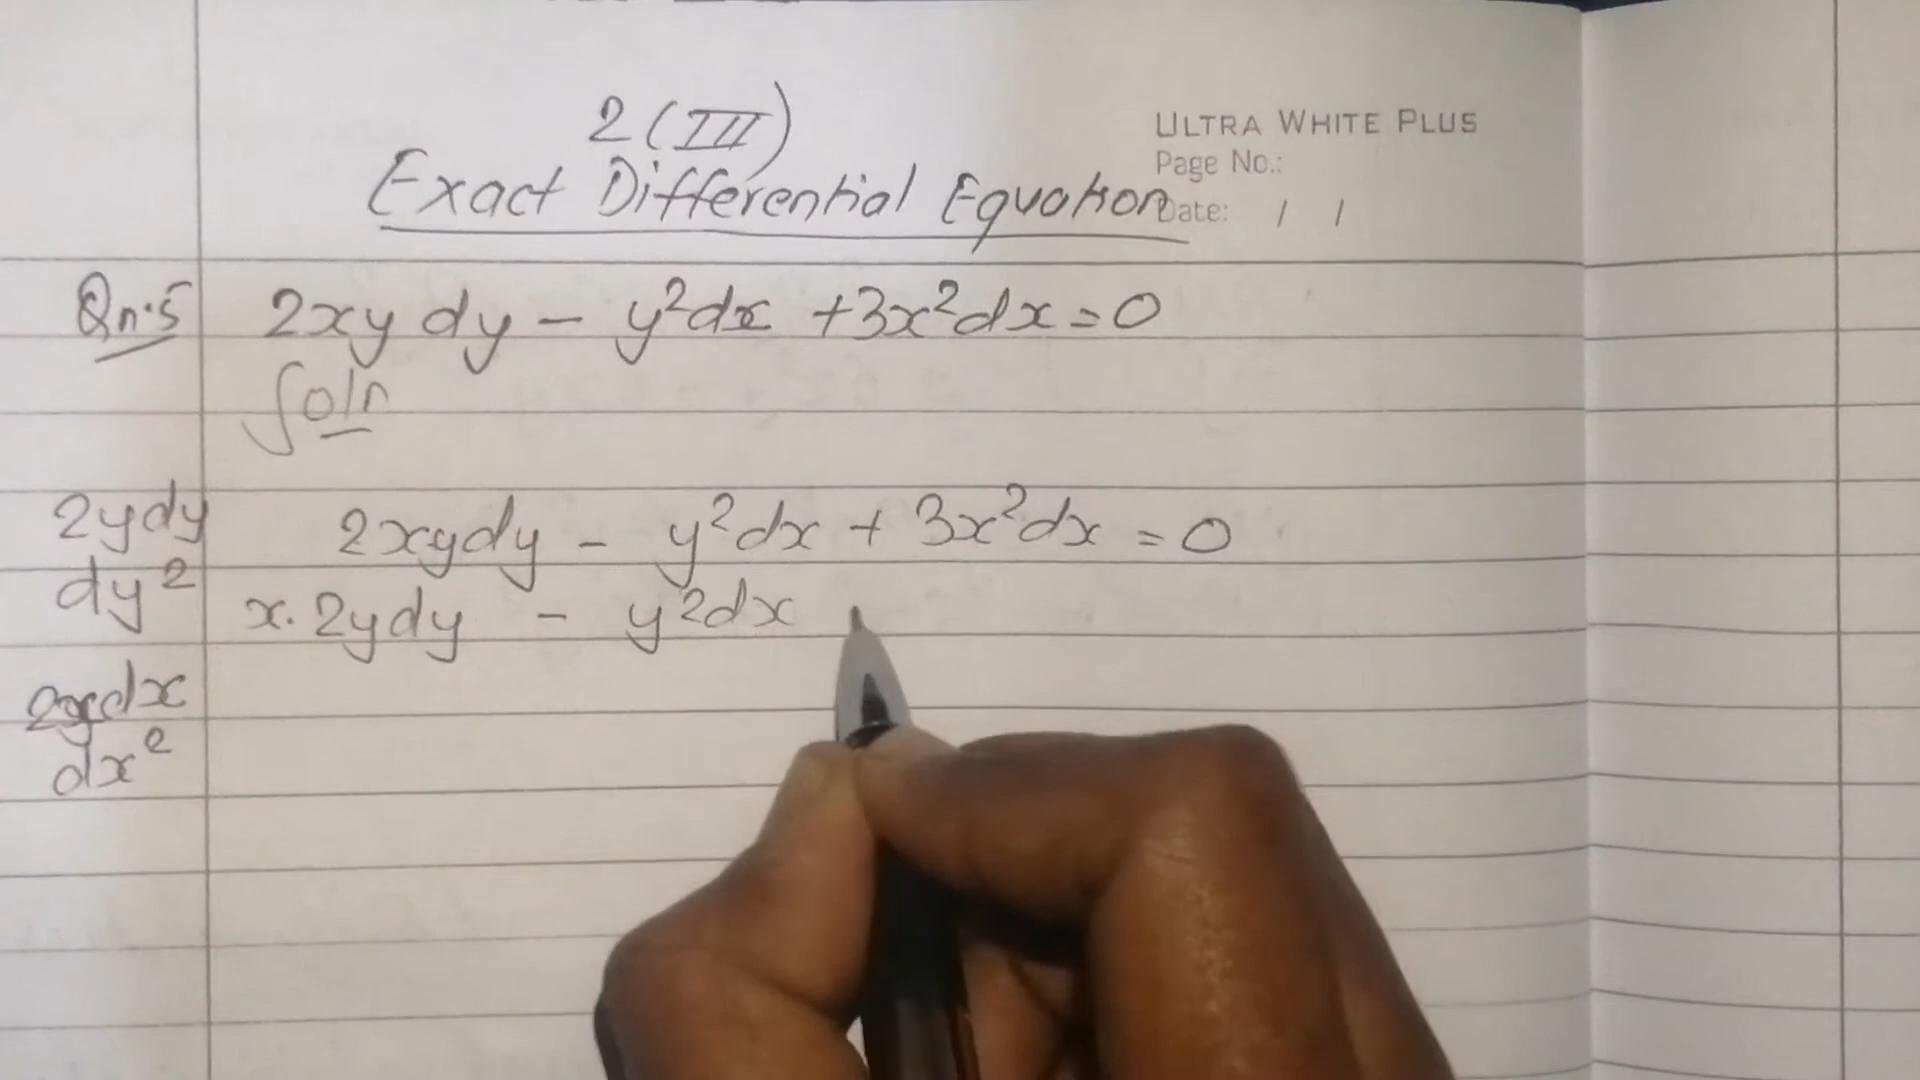 2 (III)
ULTRA WHITE PLUS
Page No.:
Exact Differential Equation
Date: / /
Qn.5 2xy dy - y²dx + 3x²dx = 0
Soln
2ydy 2xydy - y²dx + 3x²dx = 0
dy² x. 2ydy - y²dx
2xdx
dx²